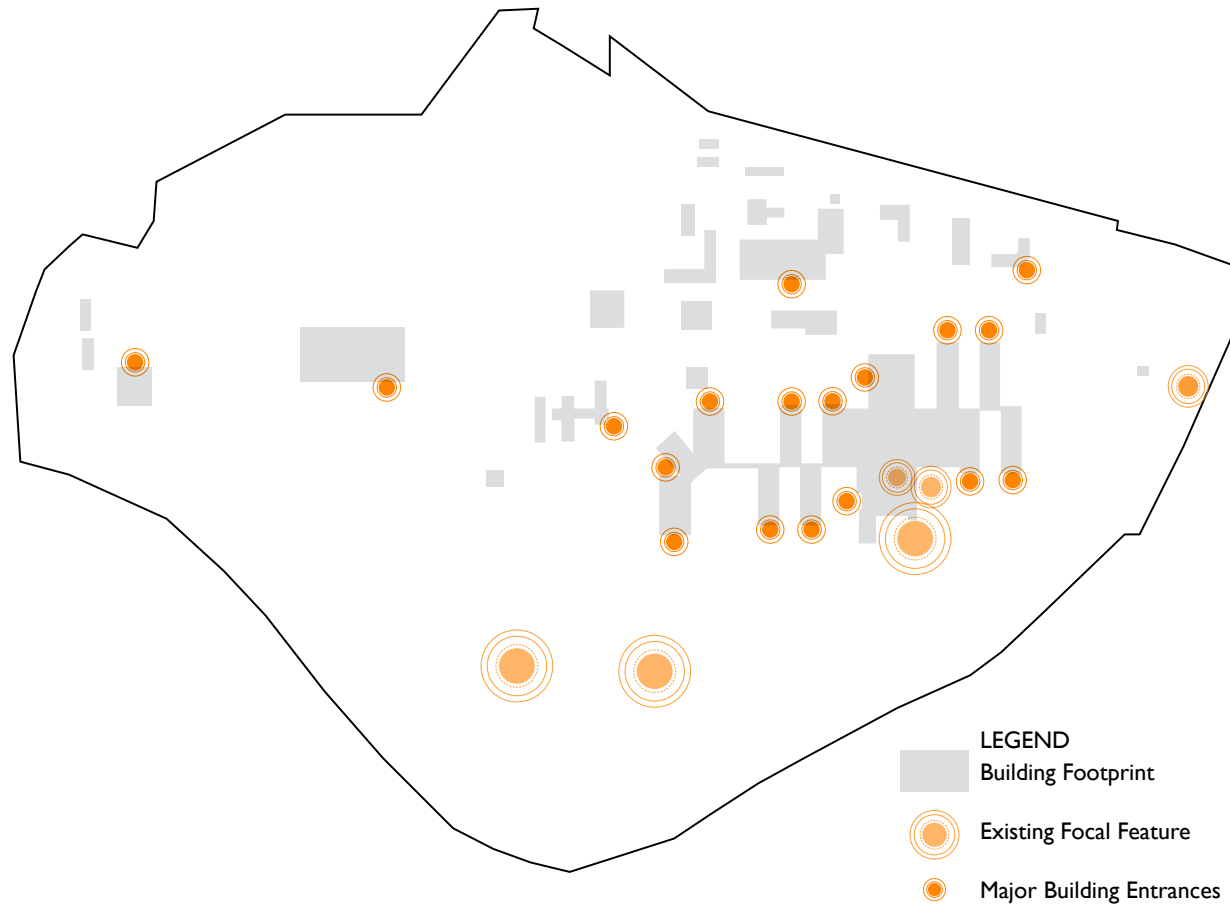 LEGEND
Building Footprint
Existing Focal Feature
Major Building Entrances